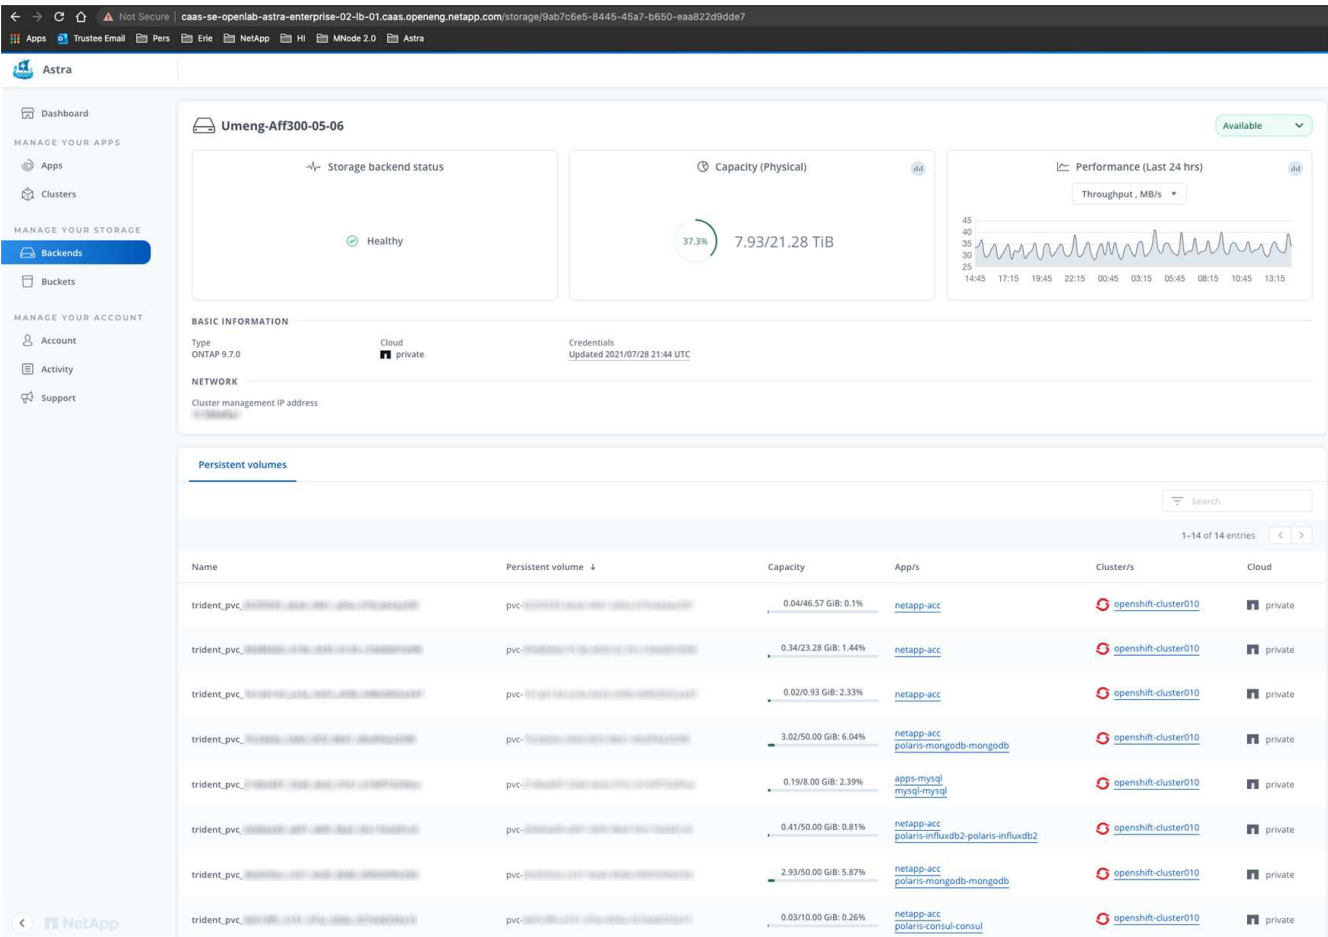 Not Secure | caas-se-openlab-astra-enterprise-02-lb-01.caas.openeng.netapp.com/storage/9ab7c6e5-8445-45a7-b650-eaa822d9dde7
Apps Trustee Email Pers Erie NetApp HI MNode 2.0 Astra
Astra
Dashboard
MANAGE YOUR APPS
Apps
Clusters
MANAGE YOUR STORAGE
Backends
Buckets
MANAGE YOUR ACCOUNT
Account
Activity
Support
NetApp
Umeng-Aff300-05-06
Available
Storage backend status
Healthy
Capacity (Physical)
37.3%
7.93/21.28 TiB
Performance (Last 24 hrs)
Throughput , MB/s
45
40
35
30
25
14:45 17:15 19:45 22:15 00:45 03:15 05:45 08:15 10:45 13:15
BASIC INFORMATION
Type Cloud Credentials
ONTAP 9.7.0 private Updated 2021/07/28 21:44 UTC
NETWORK
Cluster management IP address
Persistent volumes
Search
1-14 of 14 entries
Name Persistent volume Capacity App/s Cluster/s Cloud
trident_pvc_ pvc- 0.04/46.57 GiB: 0.1% netapp-acc openshift-cluster010 private
trident_pvc_ pvc- 0.34/23.28 GiB: 1.44% netapp-acc openshift-cluster010 private
trident_pvc_ pvc- 0.02/0.93 GiB: 2.33% netapp-acc openshift-cluster010 private
trident_pvc_ pvc- 3.02/50.00 GiB: 6.04% netapp-acc openshift-cluster010 private
polaris-mongodb-mongodb
trident_pvc_ pvc- 0.19/8.00 GiB: 2.39% apps-mysql openshift-cluster010 private
mysql-mysql
trident_pvc_ pvc- 0.41/50.00 GiB: 0.81% netapp-acc openshift-cluster010 private
polaris-influxdb2-polaris-influxdb2
trident_pvc_ pvc- 2.93/50.00 GiB: 5.87% netapp-acc openshift-cluster010 private
polaris-mongodb-mongodb
trident_pvc_ pvc- 0.03/10.00 GiB: 0.26% netapp-acc openshift-cluster010 private
polaris-consul-consul